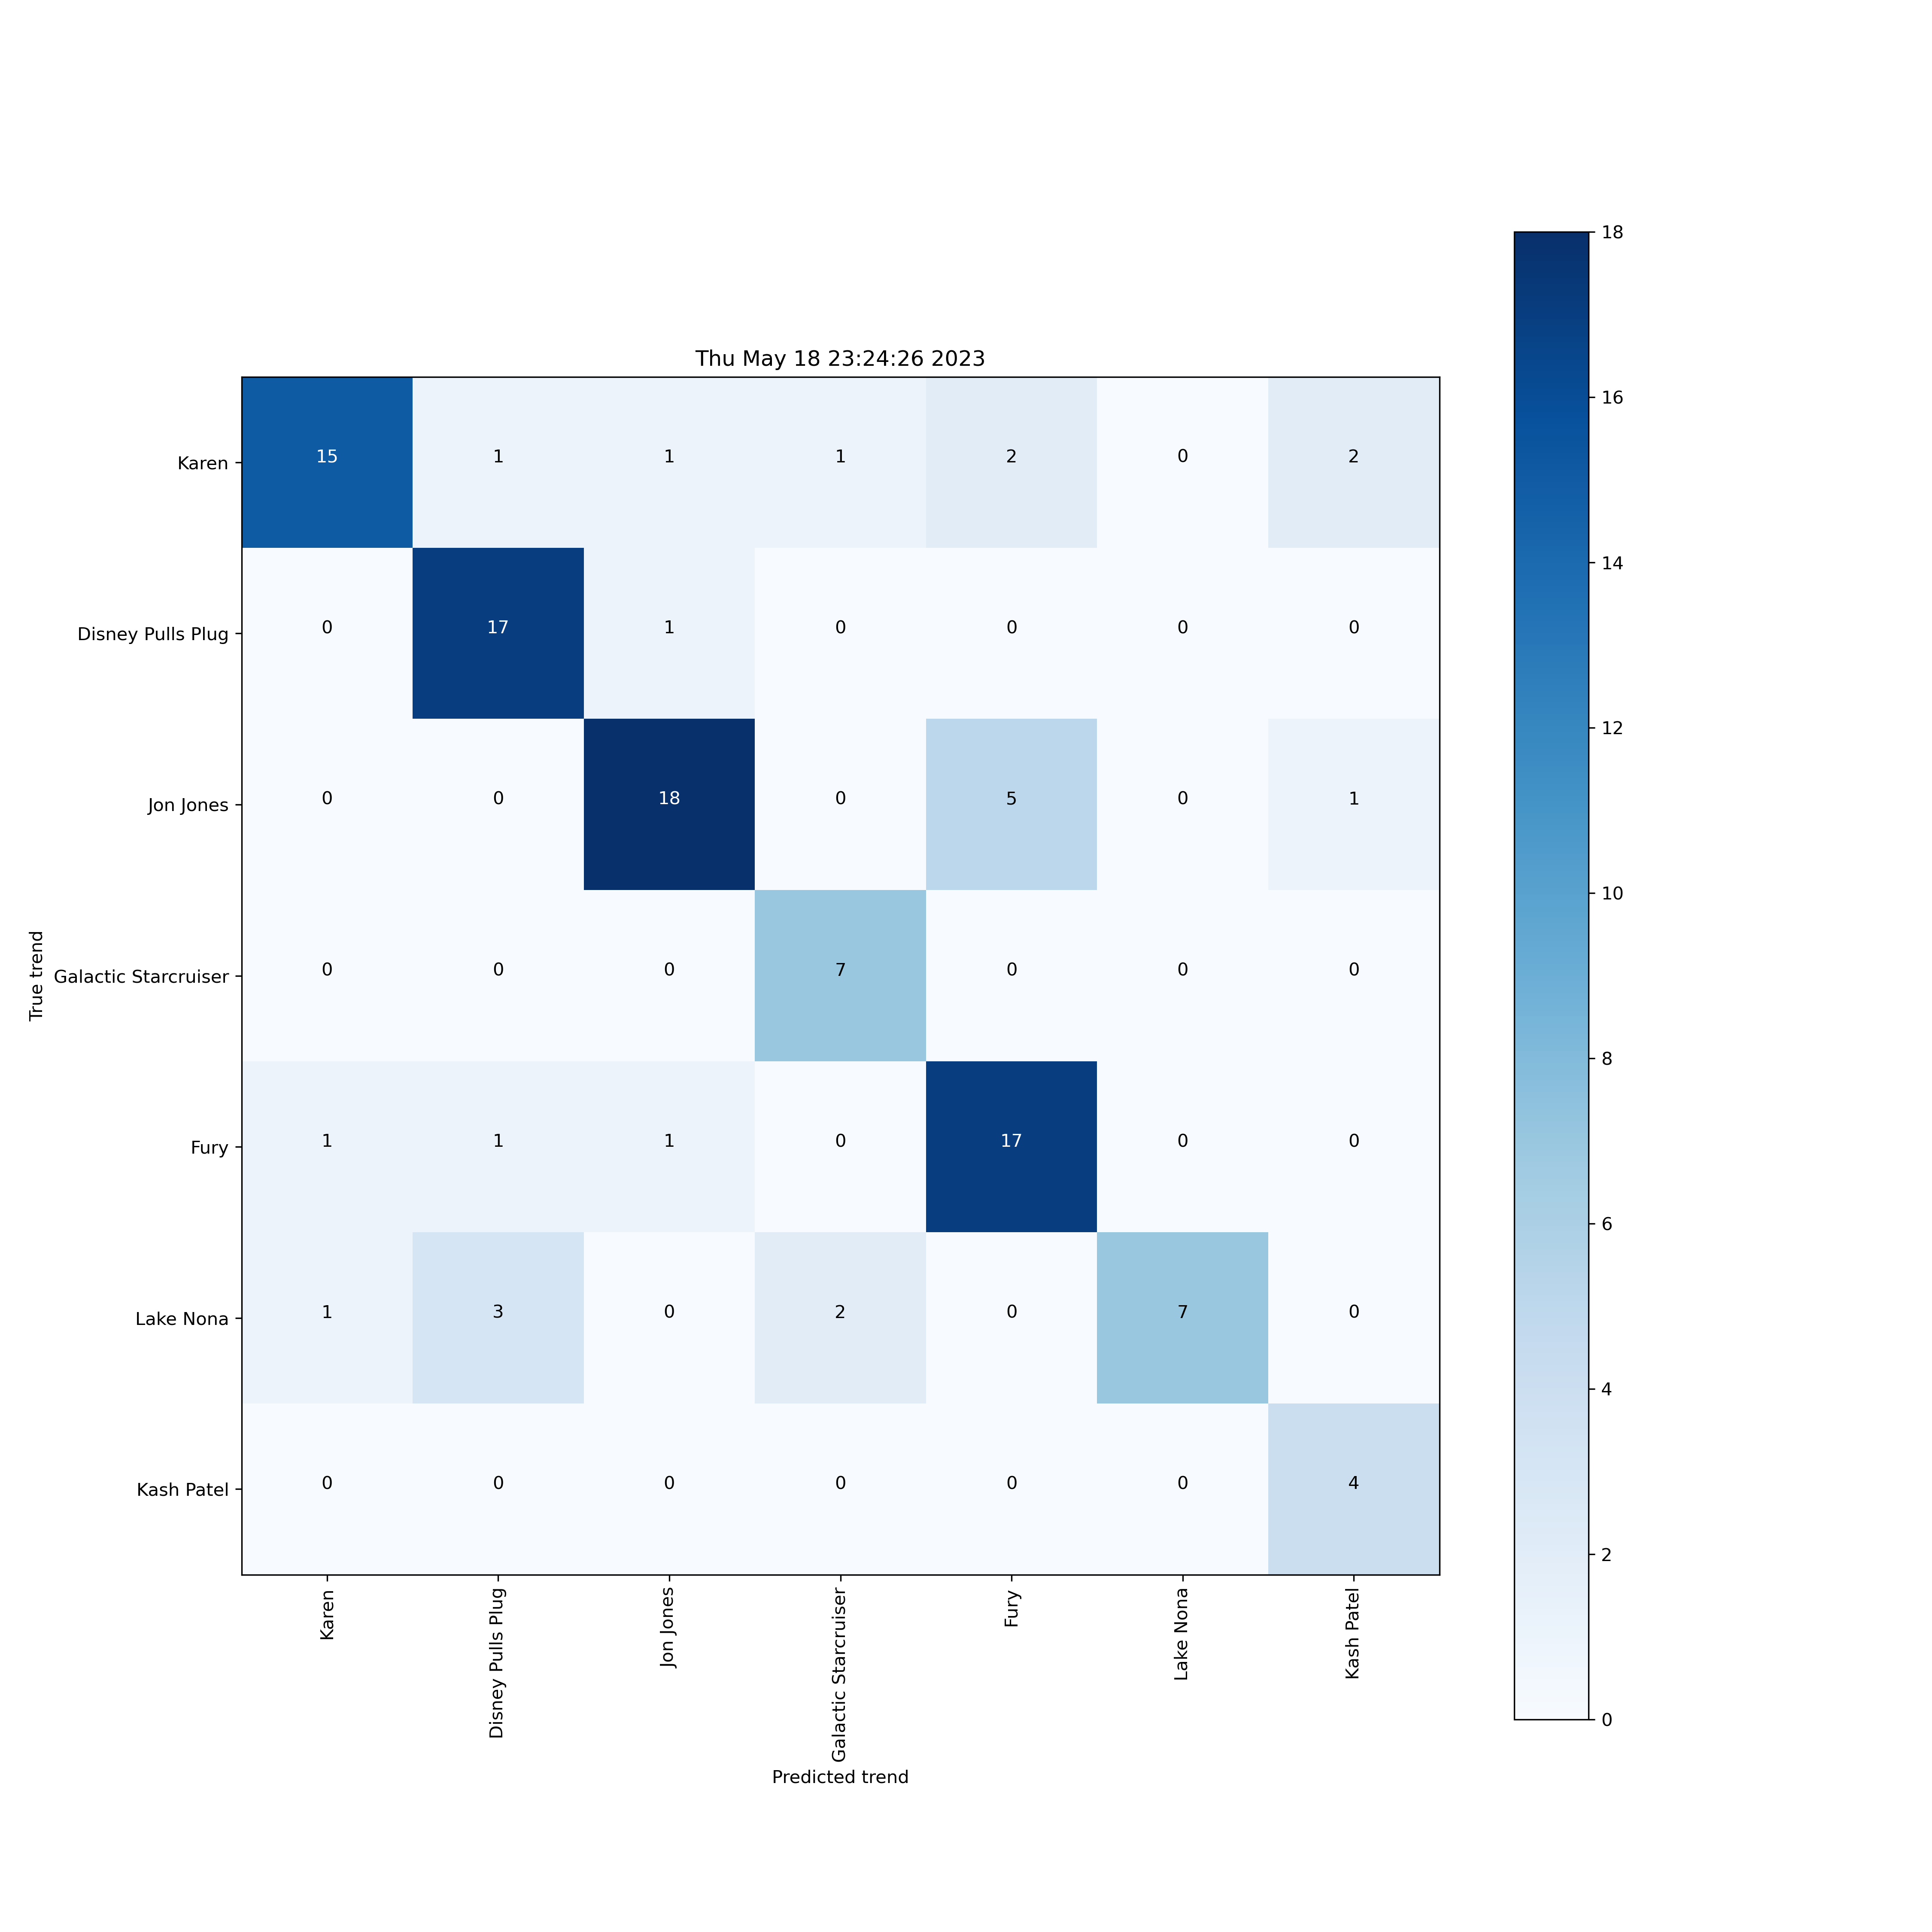 Thu May 18 23:24:26 2023
Karen 15 1 1 1 2 0 2
Disney Pulls Plug 0 17 1 0 0 0 0
Jon Jones 0 0 18 0 5 0 1
Galactic Starcruiser 0 0 0 7 0 0 0
Fury 1 1 1 0 17 0 0
Lake Nona 1 3 0 2 0 7 0
Kash Patel 0 0 0 0 0 0 4
True trend
Karen
Disney Pulls Plug
Jon Jones
Galactic Starcruiser
Fury
Lake Nona
Kash Patel
Predicted trend
18
16
14
12
10
8
6
4
2
0